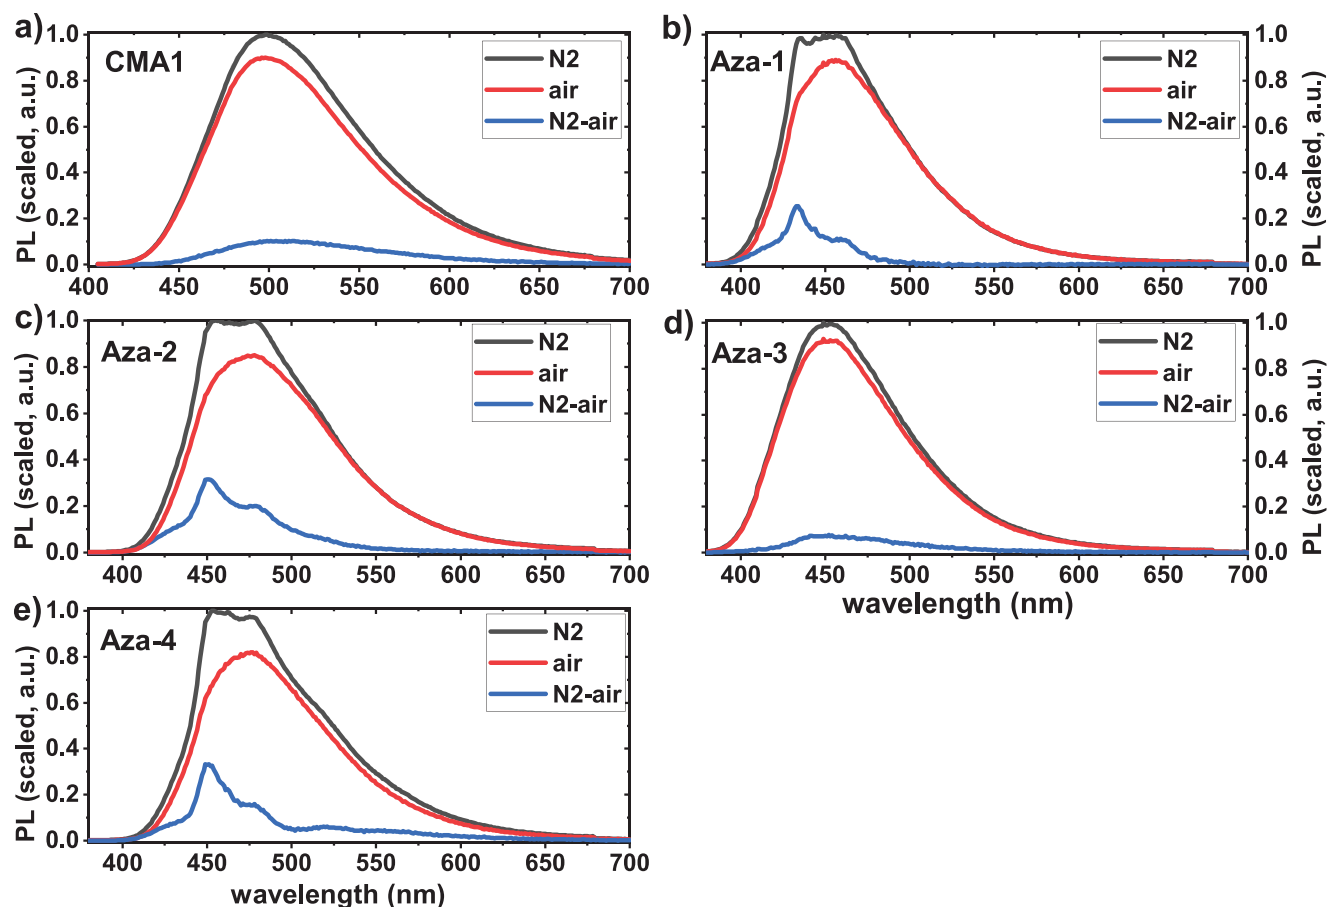 a)
CMA1
N2
air
N2-air
PL (scaled, a.u.)
1.0
0.8
0.6
0.4
0.2
0.0
400 450 500 550 600 650 700
b)
Aza-1
N2
air
N2-air
PL (scaled, a.u.)
1.0
0.8
0.6
0.4
0.2
0.0
400 450 500 550 600 650 700
c)
Aza-2
N2
air
N2-air
PL (scaled, a.u.)
1.0
0.8
0.6
0.4
0.2
0.0
400 450 500 550 600 650 700
d)
Aza-3
N2
air
N2-air
PL (scaled, a.u.)
1.0
0.8
0.6
0.4
0.2
0.0
400 450 500 550 600 650 700
wavelength (nm)
e)
Aza-4
N2
air
N2-air
PL (scaled, a.u.)
1.0
0.8
0.6
0.4
0.2
0.0
400 450 500 550 600 650 700
wavelength (nm)